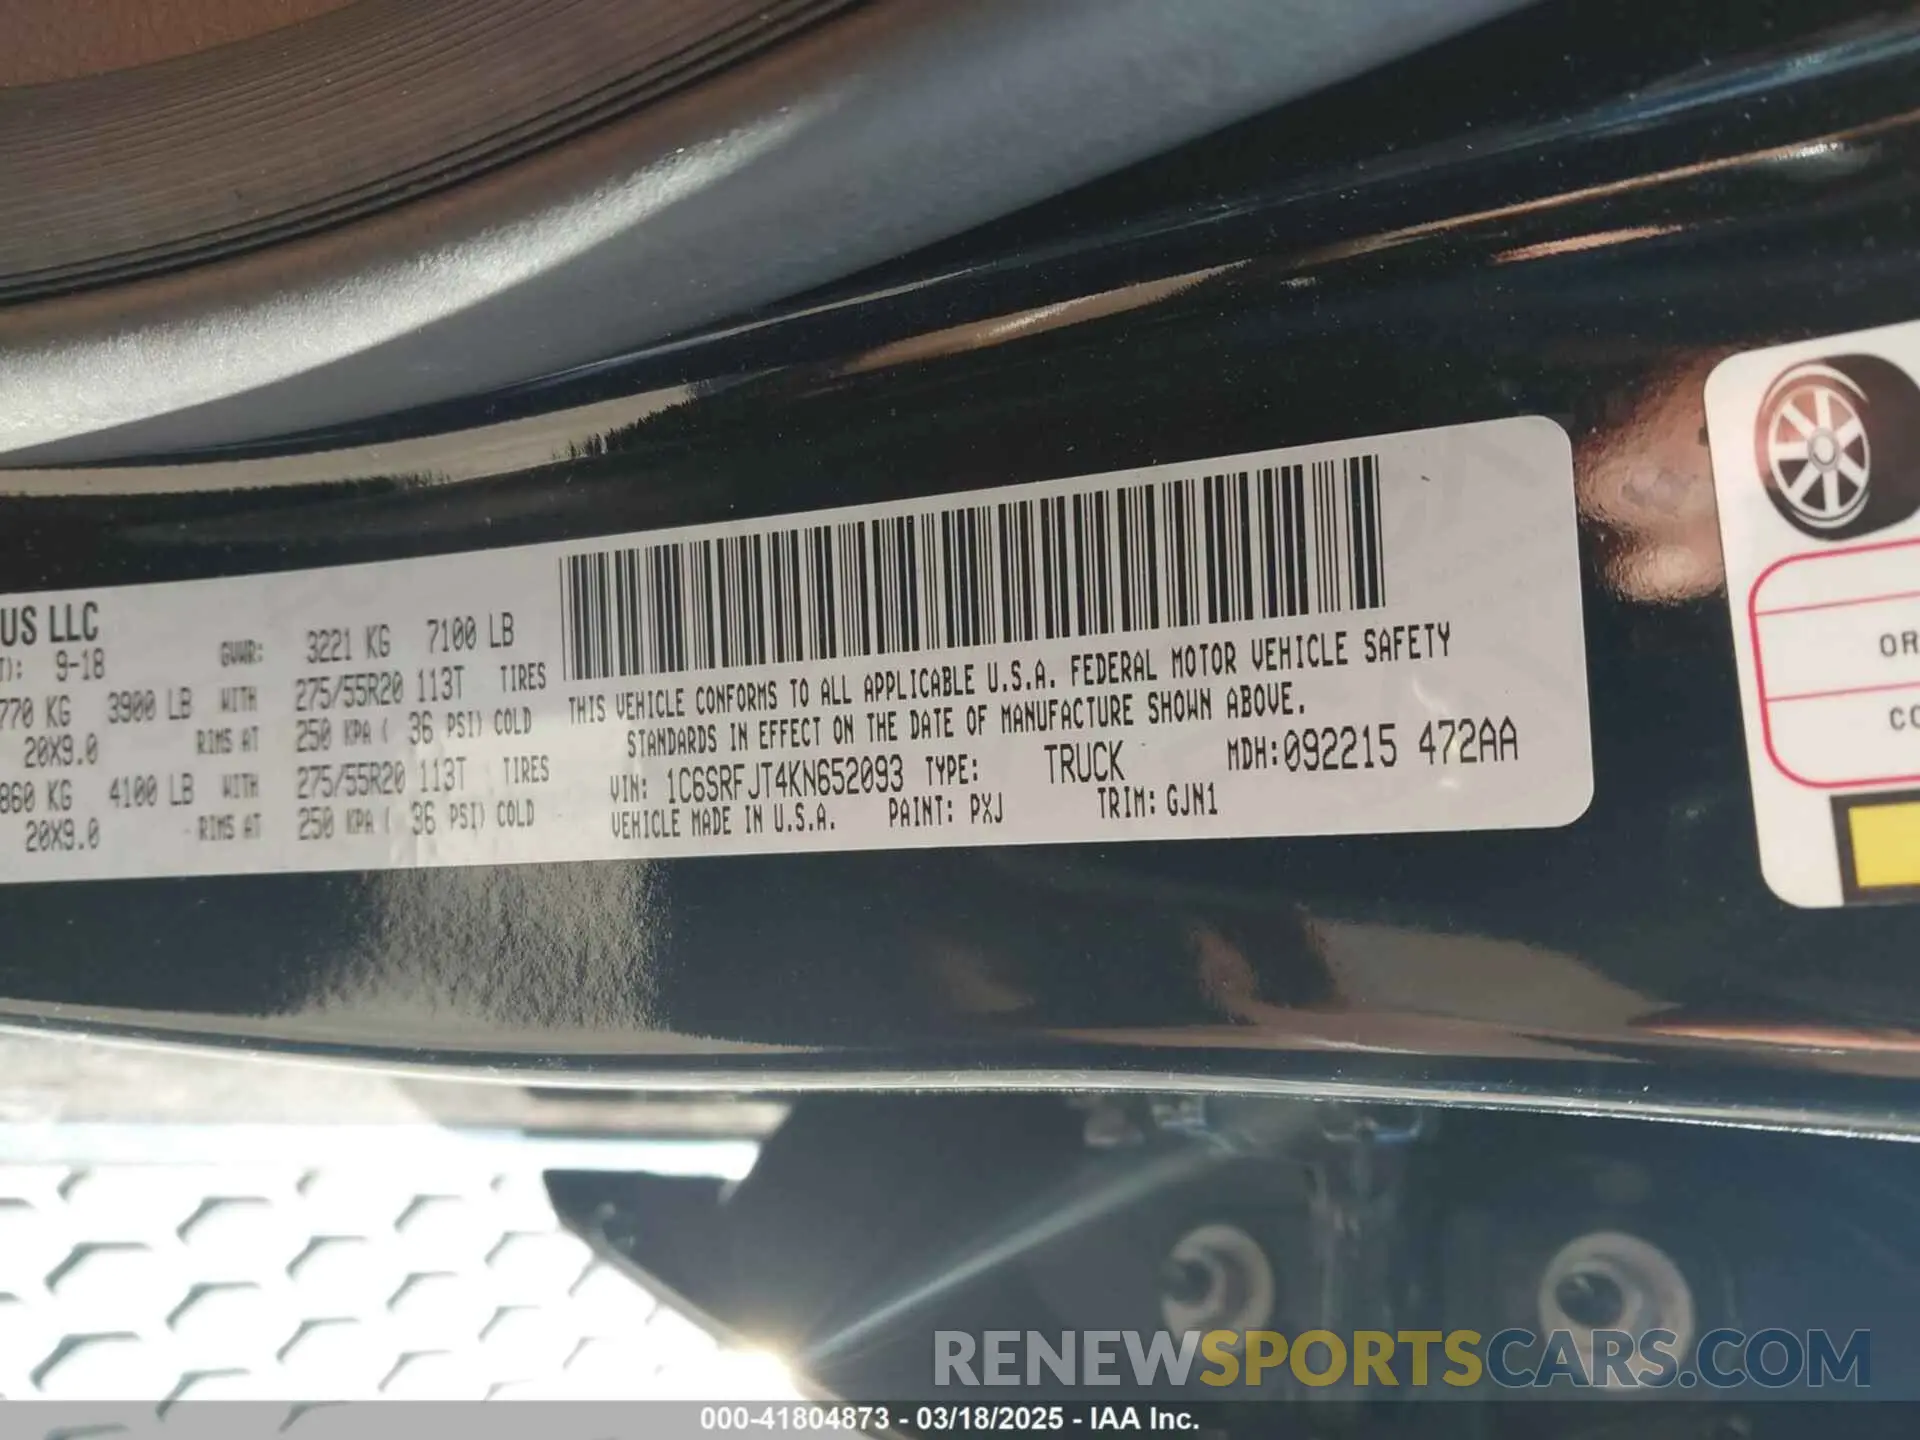 US LLC
T): 9-18
GVWR: 3221 KG 7100 LB
770 KG 3900 LB WITH 275/55R20 113T TIRES
20X9.0 RIMS AT 250 KPA ( 36 PSI) COLD
860 KG 4100 LB WITH 275/55R20 113T TIRES
20X9.0 RIMS AT 250 KPA ( 36 PSI) COLD
THIS VEHICLE CONFORMS TO ALL APPLICABLE U.S.A. FEDERAL MOTOR VEHICLE SAFETY
STANDARDS IN EFFECT ON THE DATE OF MANUFACTURE SHOWN ABOVE.
VIN: 1C6SRFJT4KN652093 TYPE: TRUCK MDH:092215 472AA
VEHICLE MADE IN U.S.A. PAINT: PXJ TRIM: GJN1
OR
CO
RENEWSPORTSCARS.COM
000-41804873 - 03/18/2025 - IAA Inc.